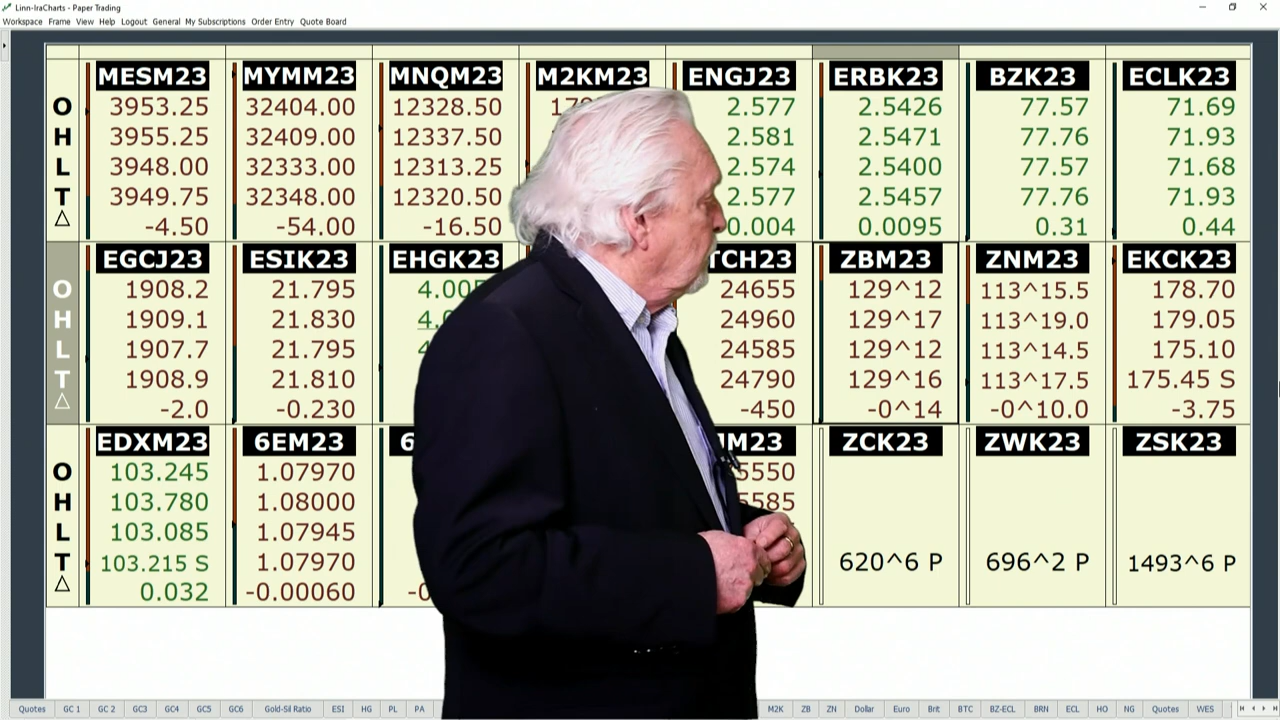 Linn-IraCharts - Paper Trading
Workspace Frame View Help Logout General My Subscriptions Order Entry Quote Board
MESM23 MYMM23 MNQM23 M2KM23 ENGJ23 ERBK23 BZK23 ECLK23
O 3953.25 32404.00 12328.50 2.577 2.5426 77.57 71.69
H 3955.25 32409.00 12337.50 2.581 2.5471 77.76 71.93
L 3948.00 32333.00 12313.25 2.574 2.5400 77.57 71.68
T 3949.75 32348.00 12320.50 2.577 2.5457 77.76 71.93
△ -4.50 -54.00 -16.50 0.004 0.0095 0.31 0.44
EGCJ23 ESIK23 EHGK23 TCH23 ZBM23 ZNM23 EKCK23
O 1908.2 21.795 4.005 24655 129^12 113^15.5 178.70
H 1909.1 21.830 24960 129^17 113^19.0 179.05
L 1907.7 21.795 24585 129^12 113^14.5 175.10
T 1908.9 21.810 24790 129^16 113^17.5 175.45 S
△ -2.0 -0.230 -450 -0^14 -0^10.0 -3.75
EDXM23 6EM23 ZCK23 ZWK23 ZSK23
O 103.245 1.07970 5550
H 103.780 1.08000 5585
L 103.085 1.07945
T 103.215 S 1.07970 620^6 P 696^2 P 1493^6 P
△ 0.032 -0.00060
Quotes GC 1 GC 2 GC3 GC4 GC5 GC6 Gold-Sil Ratio ESI HG PL PA M2K ZB ZN Dollar Euro Brit BTC BZ-ECL BRN ECL HO NG Quotes WES